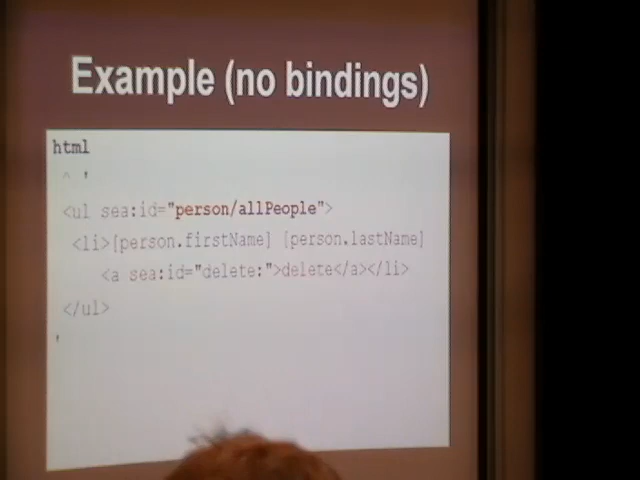 Example (no bindings)
html
^ '
<ul sea:id="person/allPeople">
<li>[person.firstName] [person.lastName]
<a sea:id="delete:">delete</a></li>
</ul>
'